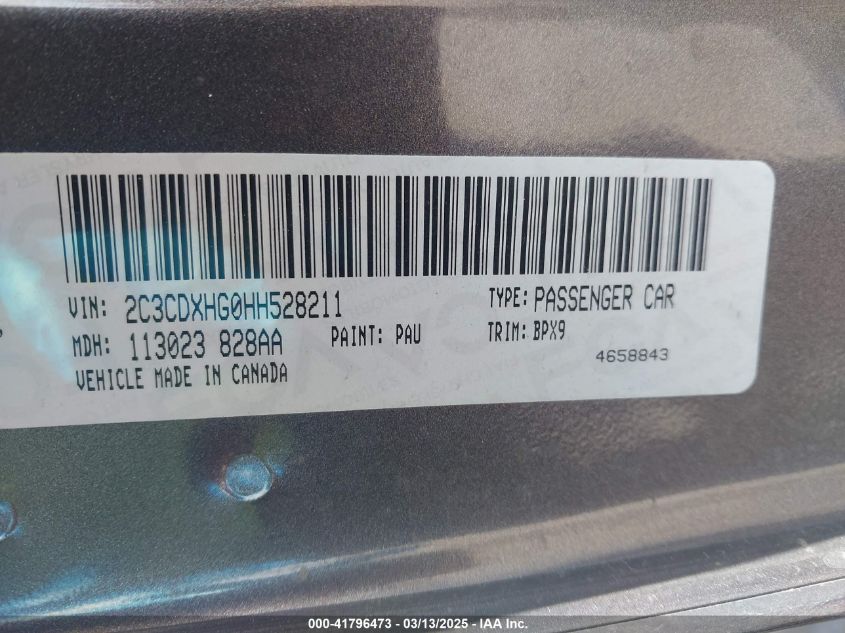 VIN: 2C3CDXHG0HH528211 TYPE: PASSENGER CAR
MDH: 113023 828AA PAINT: PAU TRIM: BPX9
VEHICLE MADE IN CANADA 4658843
000-41796473 - 03/13/2025 - IAA Inc.